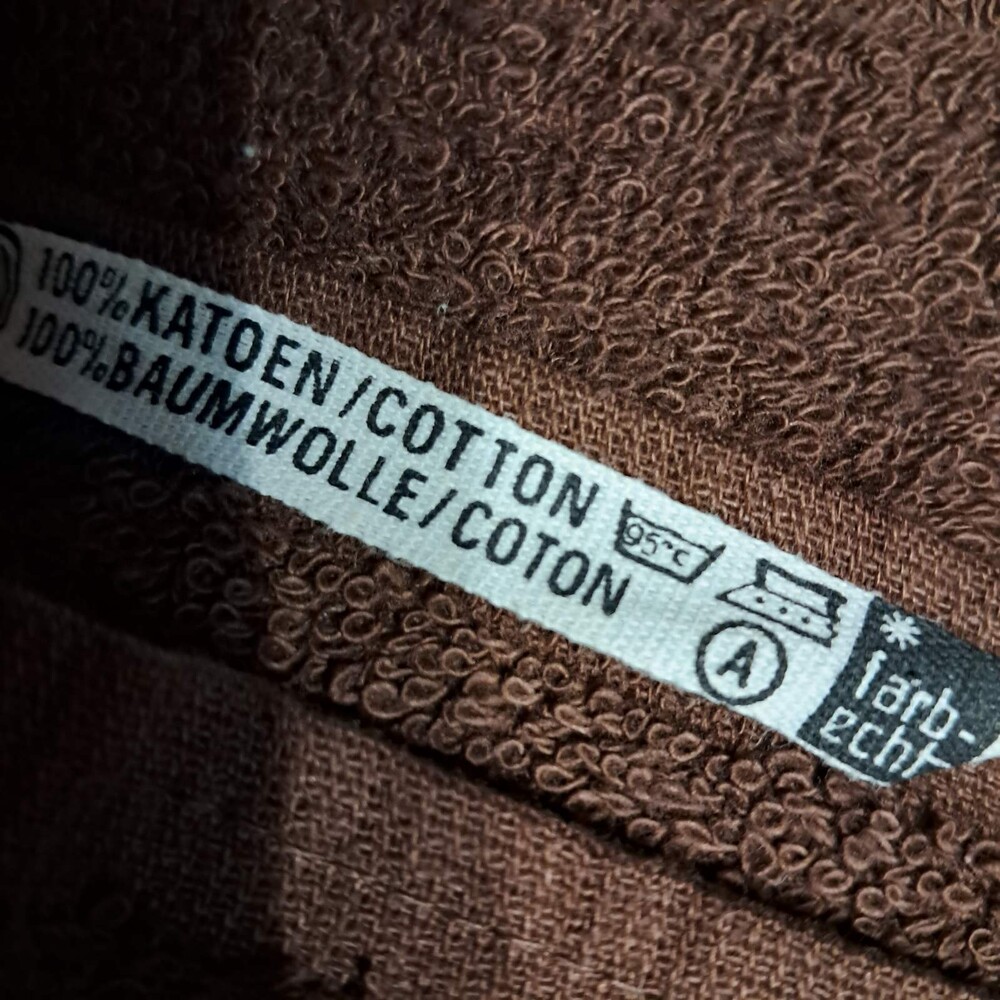 100% KATOEN/COTTON
100% BAUMWOLLE/COTON
95°C
A
farb-
echt